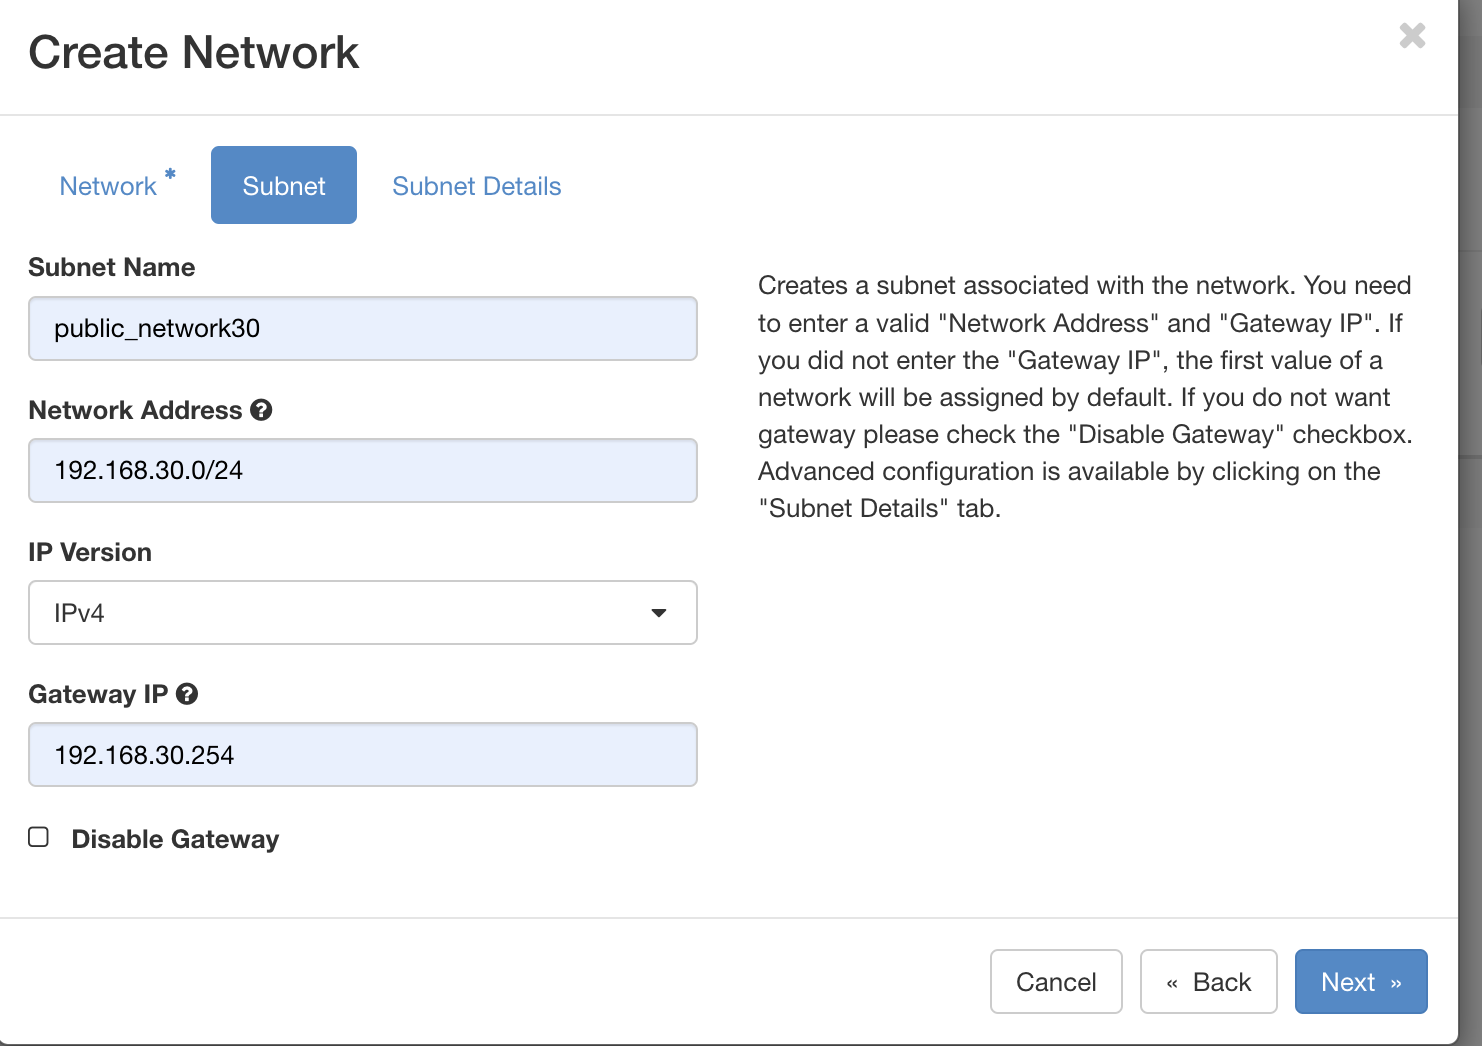 Create Network
Network *
Subnet
Subnet Details
Subnet Name
public_network30
Network Address
192.168.30.0/24
IP Version
IPv4
Gateway IP
192.168.30.254
Disable Gateway
Creates a subnet associated with the network. You need
to enter a valid "Network Address" and "Gateway IP". If
you did not enter the "Gateway IP", the first value of a
network will be assigned by default. If you do not want
gateway please check the "Disable Gateway" checkbox.
Advanced configuration is available by clicking on the
"Subnet Details" tab.
Cancel
« Back
Next »